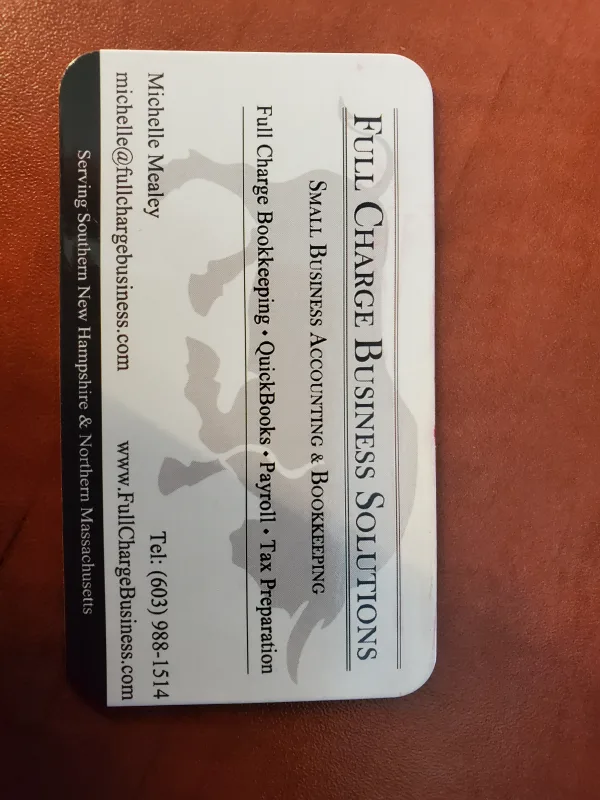 FULL CHARGE BUSINESS SOLUTIONS
SMALL BUSINESS ACCOUNTING & BOOKKEEPING
Full Charge Bookkeeping • QuickBooks • Payroll • Tax Preparation
Michelle Mealey Tel: (603) 988-1514
michelle@fullchargebusiness.com www.FullChargeBusiness.com
Serving Southern New Hampshire & Northern Massachusetts